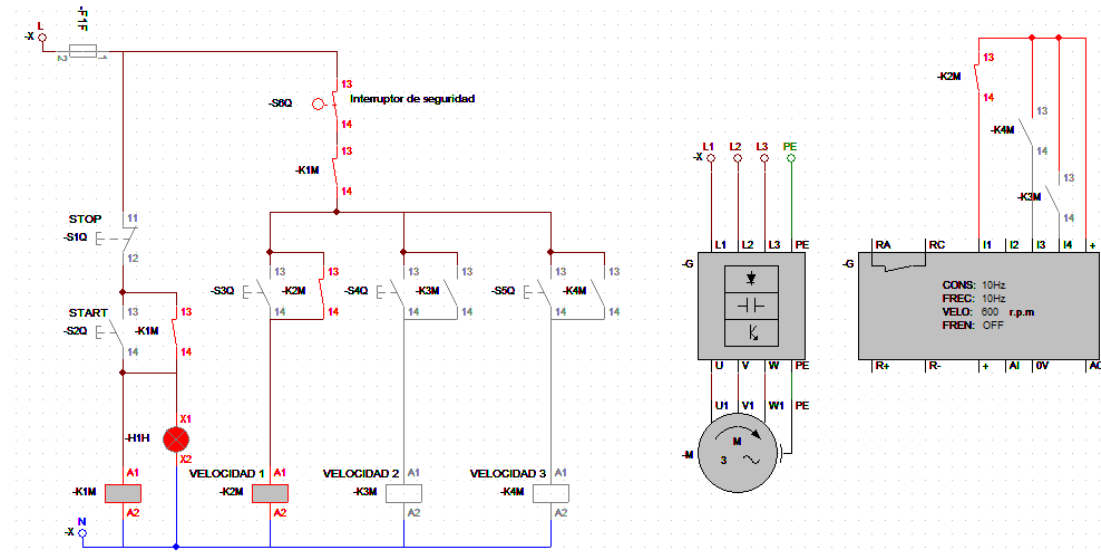 -F1F
L
-X
2 1
13
-S6Q Interruptor de seguridad
14
13
-K1M
14
STOP 11
-S1Q
12
START 13 13
-S2Q -K1M
14 14
X1
-H1H
X2
A1
-K1M
A2
N
-X
13 13 13 13
-S3Q -K2M -S4Q -K3M -S5Q -K4M
14 14 14 14 14 14
VELOCIDAD 1 A1 VELOCIDAD 2 A1 VELOCIDAD 3 A1
-K2M -K3M -K4M
A2 A2 A2
L1 L2 L3 PE
-X
L1 L2 L3 PE
-G
U V W PE
U1 V1 W1 PE
-M M
3
13
-K2M
14
13
-K4M
14
13
-K3M
14
RA RC I1 I2 I3 I4 +
-G
CONS: 10Hz
FREC: 10Hz
VELO: 600 r.p.m
FREN: OFF
R+ R- + AI 0V AO